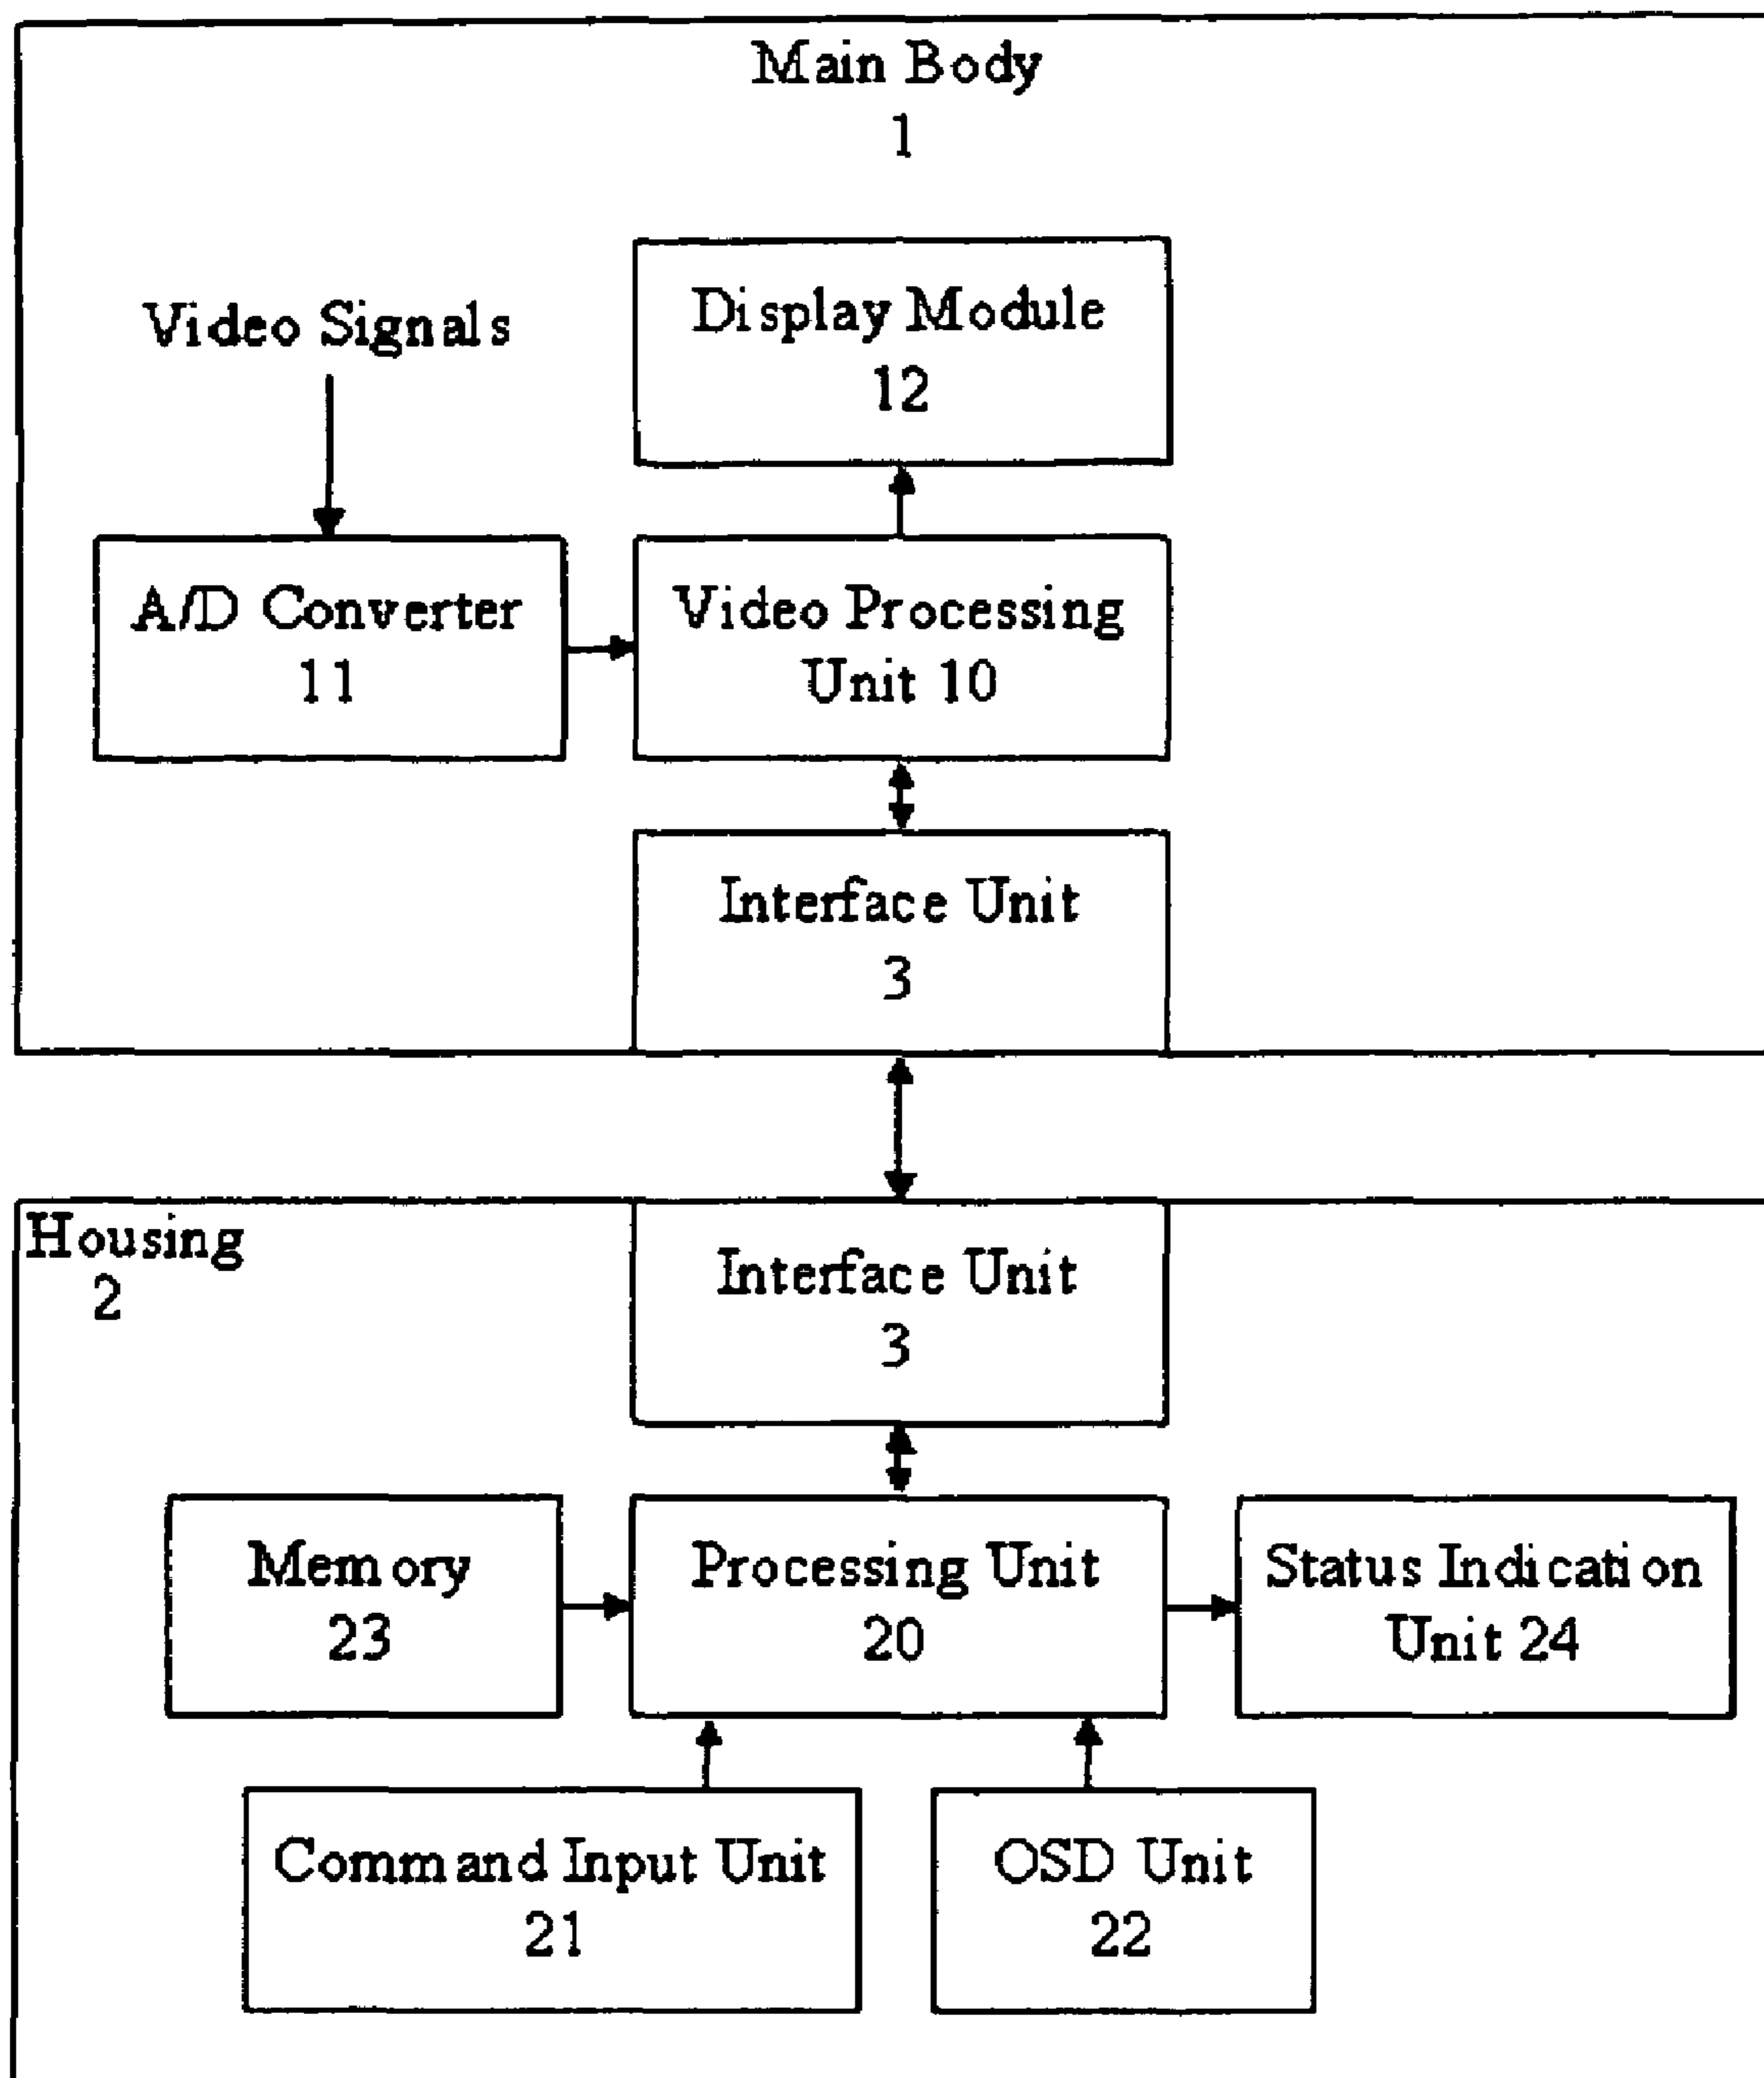 Main Body
1
Display Module
12
Video Signals
A/D Converter
11
Video Processing
Unit 10
Interface Unit
3
Housing
2
Interface Unit
3
Memory
23
Processing Unit
20
Status Indication
Unit 24
Command Input Unit
21
OSD Unit
22